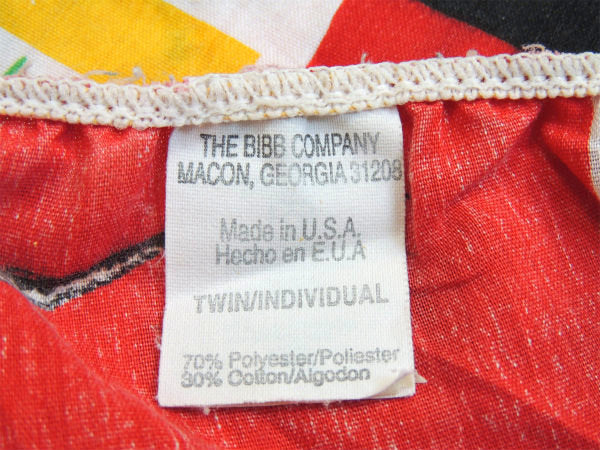 THE BIBB COMPANY
MACON, GEORGIA 31208
Made in U.S.A.
Hecho en E.U.A
TWIN/INDIVIDUAL
70% Polyester/Poliester
30% Cotton/Algodon